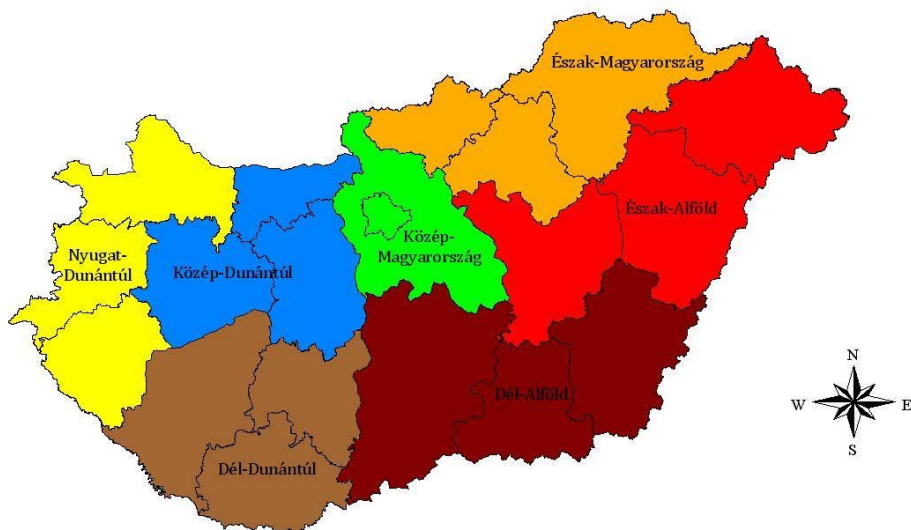 Észak-Magyarország
Észak-Alföld
Közép-
Magyarország
Nyugat-
Dunántúl
Közép-Dunántúl
Dél-Alföld
Dél-Dunántúl
N
W
E
S